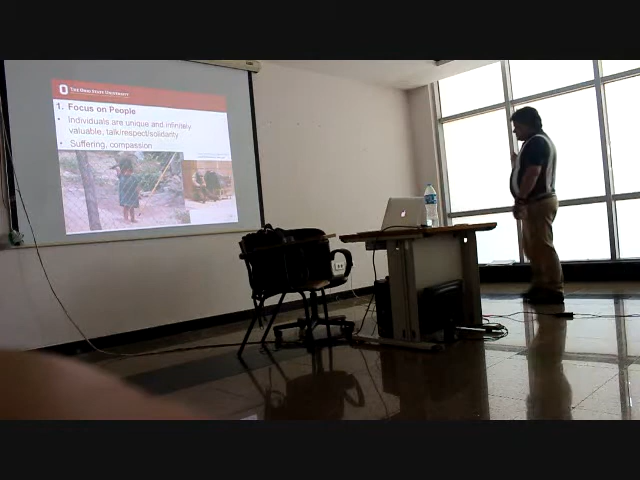 THE OHIO STATE UNIVERSITY
1. Focus on People
• Individuals are unique and infinitely
valuable, talk/respect/solidarity
• Suffering, compassion